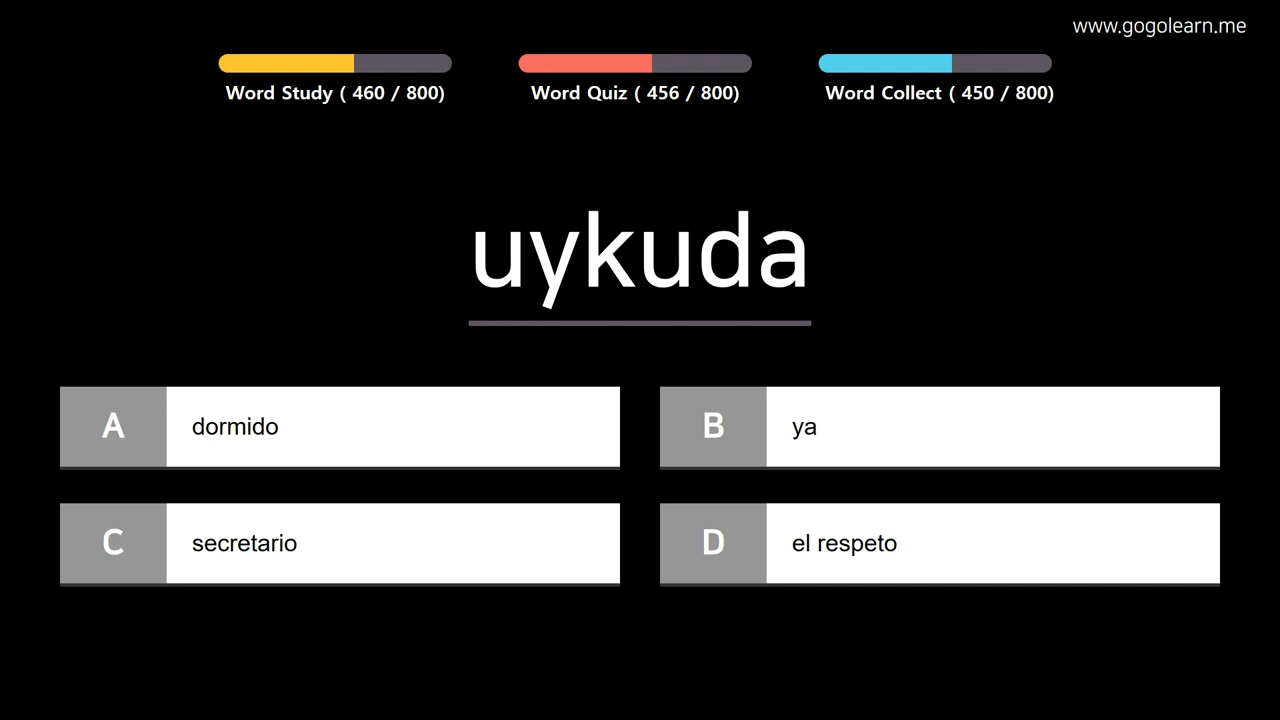 www.gogolearn.me
Word Study ( 460 / 800)
Word Quiz ( 456 / 800)
Word Collect ( 450 / 800)
uykuda
A dormido
B ya
C secretario
D el respeto